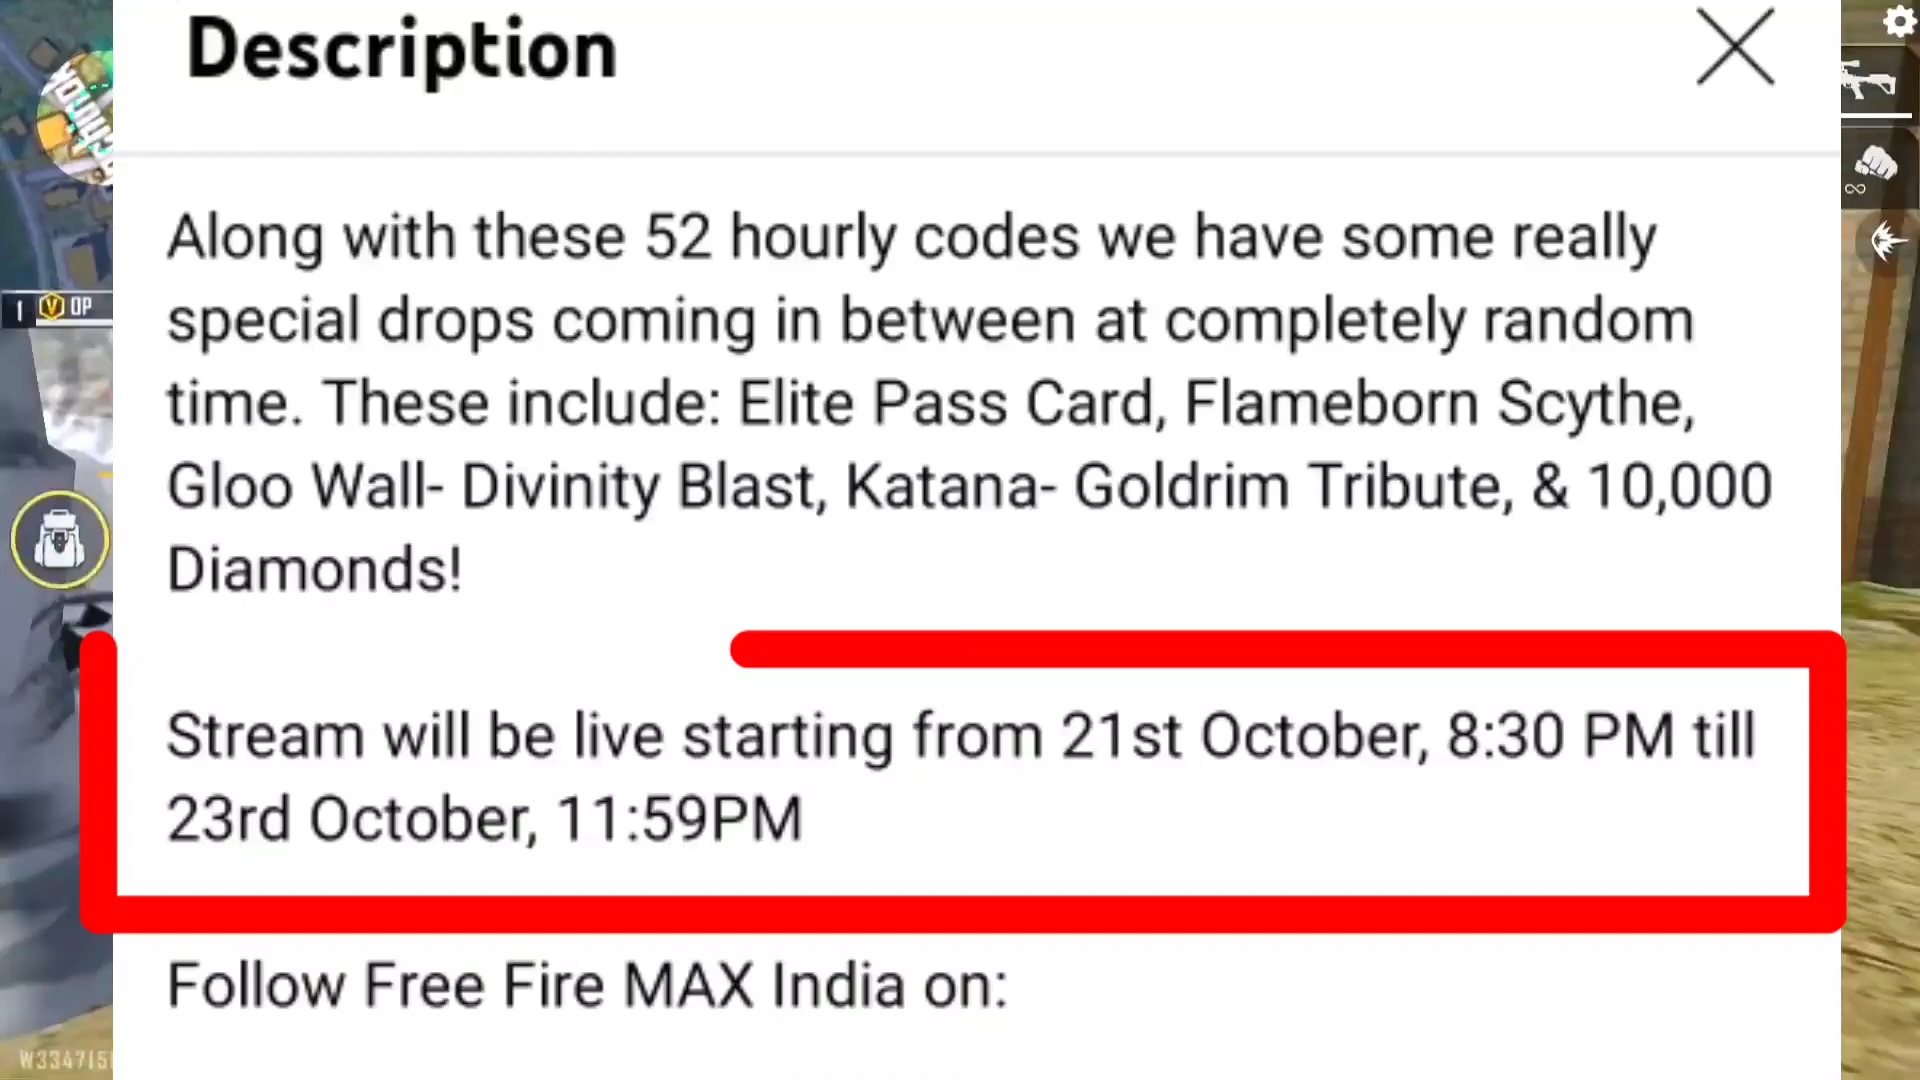 Description
Along with these 52 hourly codes we have some really
special drops coming in between at completely random
time. These include: Elite Pass Card, Flameborn Scythe,
Gloo Wall- Divinity Blast, Katana- Goldrim Tribute, & 10,000
Diamonds!
1 V OP
Stream will be live starting from 21st October, 8:30 PM till
23rd October, 11:59PM
Follow Free Fire MAX India on: